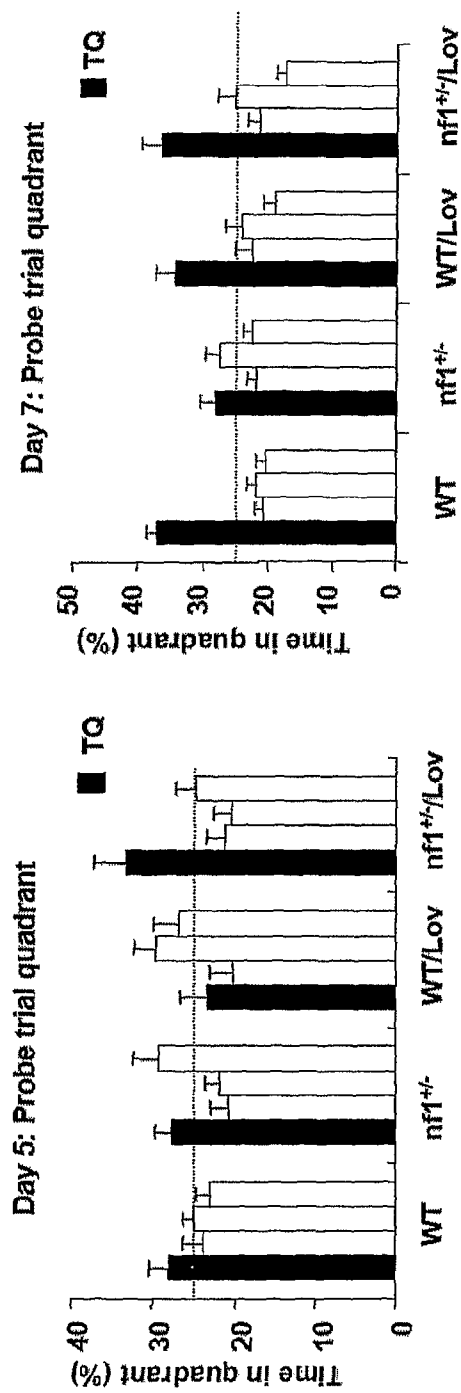 Day 5: Probe trial quadrant
TQ
Time in quadrant (%)
40
30
20
10
0
WT
nf1+/-
WT/Lov
nf1+/-/Lov
Day 7: Probe trial quadrant
TQ
Time in quadrant (%)
50
40
30
20
10
0
WT
nf1+/-
WT/Lov
nf1+/-/Lov